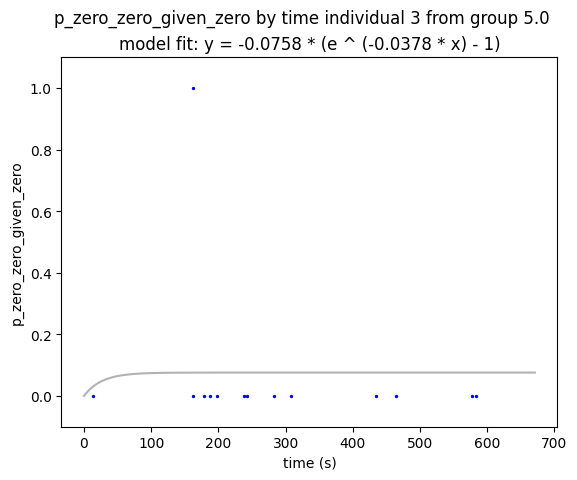 p_zero_zero_given_zero by time individual 3 from group 5.0
model fit: y = -0.0758 * (e ^ (-0.0378 * x) - 1)
p_zero_zero_given_zero
1.0
0.8
0.6
0.4
0.2
0.0
0 100 200 300 400 500 600 700
time (s)